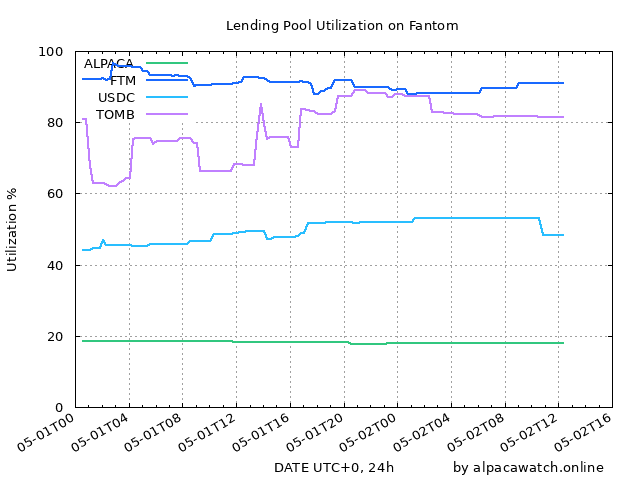 Lending Pool Utilization on Fantom
100
80
60
40
20
0
Utilization %
ALPACA
FTM
USDC
TOMB
05-01T00
05-01T04
05-01T08
05-01T12
05-01T16
05-01T20
05-02T00
05-02T04
05-02T08
05-02T12
05-02T16
DATE UTC+0, 24h
by alpacawatch.online